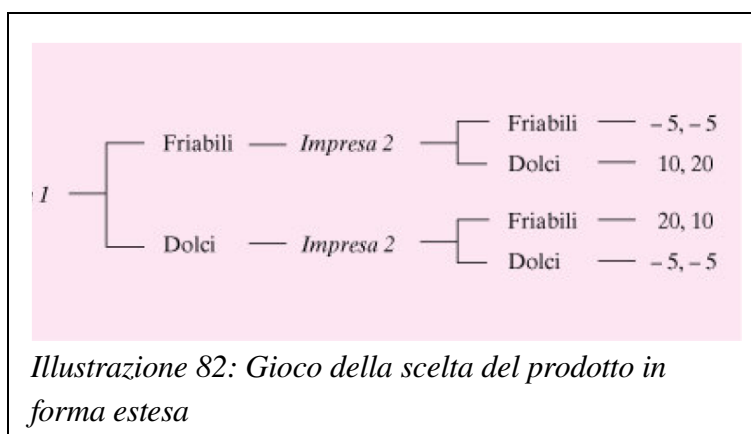 Friabili — – 5, – 5
Friabili — Impresa 2
Dolci — 10, 20
1
Friabili — 20, 10
Dolci — Impresa 2
Dolci — – 5, – 5
Illustrazione 82: Gioco della scelta del prodotto in
forma estesa